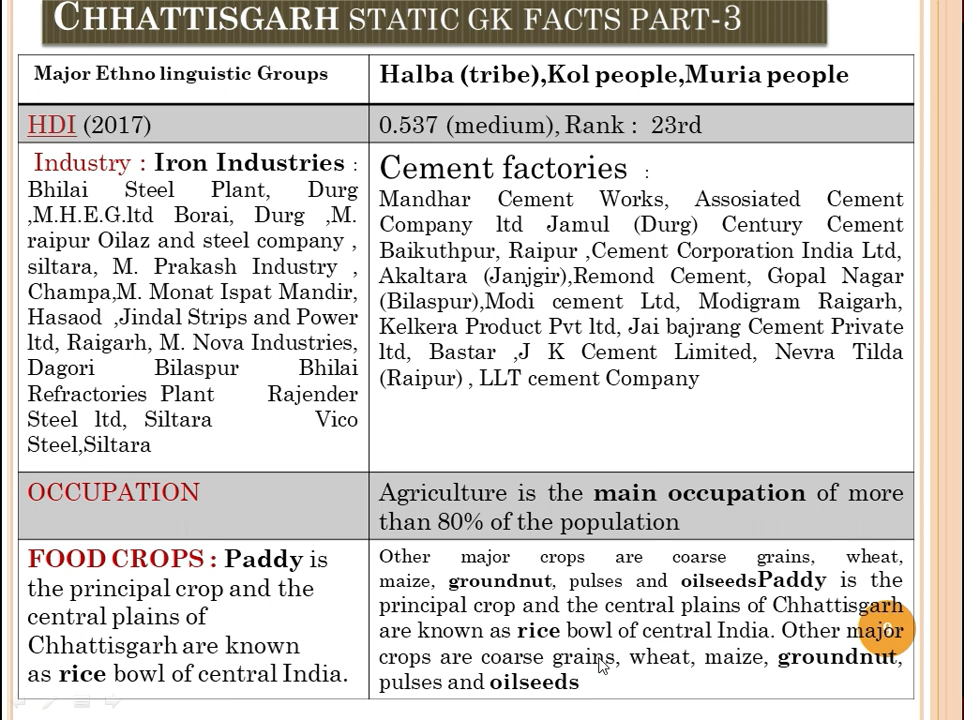 CHHATTISGARH STATIC GK FACTS PART-3
Major Ethno linguistic Groups
Halba (tribe),Kol people,Muria people
HDI (2017)
0.537 (medium), Rank : 23rd
Industry : Iron Industries :
Bhilai Steel Plant, Durg
,M.H.E.G.ltd Borai, Durg ,M.
raipur Oilaz and steel company ,
siltara, M. Prakash Industry ,
Champa,M. Monat Ispat Mandir,
Hasaod ,Jindal Strips and Power
ltd, Raigarh, M. Nova Industries,
Dagori Bilaspur Bhilai
Refractories Plant Rajender
Steel ltd, Siltara Vico
Steel,Siltara
Cement factories :
Mandhar Cement Works, Assosiated Cement
Company ltd Jamul (Durg) Century Cement
Baikuthpur, Raipur ,Cement Corporation India Ltd,
Akaltara (Janjgir),Remond Cement, Gopal Nagar
(Bilaspur),Modi cement Ltd, Modigram Raigarh,
Kelkera Product Pvt ltd, Jai bajrang Cement Private
ltd, Bastar ,J K Cement Limited, Nevra Tilda
(Raipur) , LLT cement Company
OCCUPATION
Agriculture is the main occupation of more
than 80% of the population
FOOD CROPS : Paddy is
the principal crop and the
central plains of
Chhattisgarh are known
as rice bowl of central India.
Other major crops are coarse grains, wheat,
maize, groundnut, pulses and oilseedsPaddy is the
principal crop and the central plains of Chhattisgarh
are known as rice bowl of central India. Other major
crops are coarse grains, wheat, maize, groundnut,
pulses and oilseeds